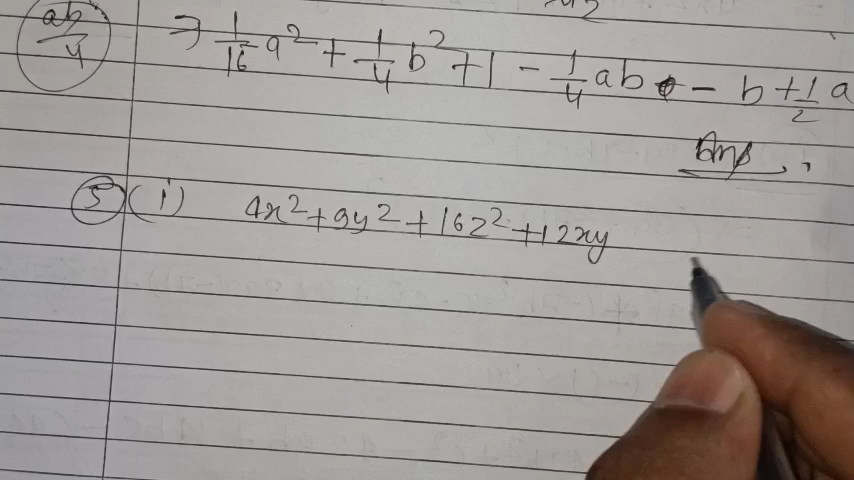 ab/4 ⇒ 1/16 a² + 1/4 b² + 1 - 1/4 ab - b + 1/2 a
Ans.
5 (i) 4x² + 9y² + 16z² + 12xy